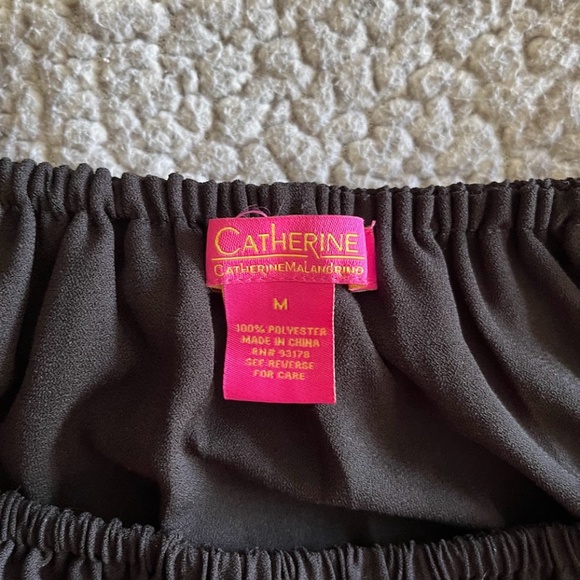 CATHERINE
CATHERINEMALANDRINO
M
100% POLYESTER
MADE IN CHINA
RN# 93178
SEE REVERSE
FOR CARE